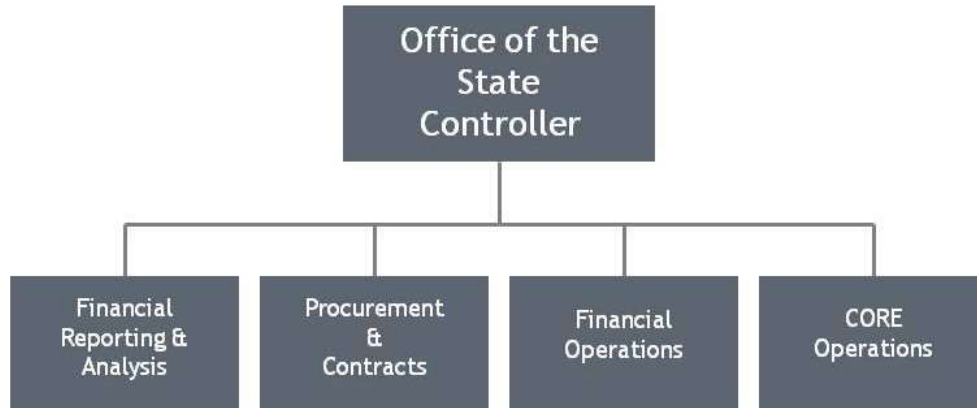 Office of the
State
Controller
Financial
Reporting &
Analysis
Procurement
&
Contracts
Financial
Operations
CORE
Operations